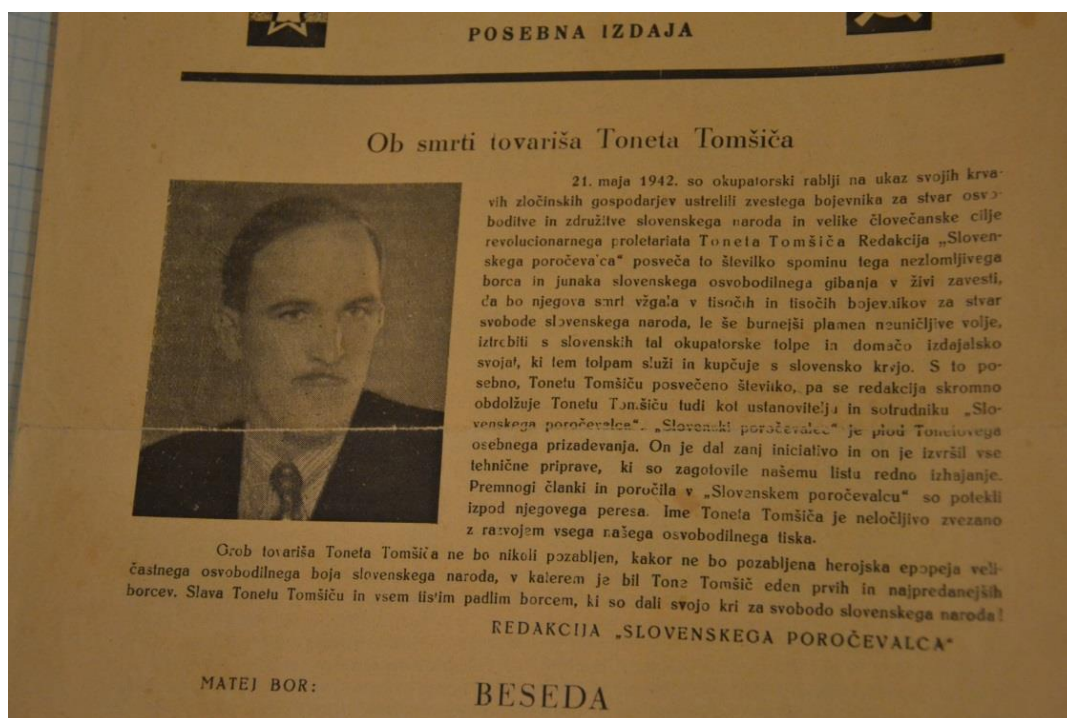 POSEBNA IZDAJA
Ob smrti tovariša Toneta Tomšiča
21. maja 1942. so okupatorski rablji na ukaz svojih krva-
vih zločinskih gospodarjev ustrelili zvestega bojevnika za stvar osvo-
boditve in združitve slovenskega naroda in velike človečanske cilje
revolucionarnega proletariata Toneta Tomšiča Redakcija „Sloven-
skega poročevalca“ posveča to številko spominu tega nezlomljivega
borca in junaka slovenskega osvobodilnega gibanja v živi zavesti,
da bo njegova smrt vžgala v tisočih in tisočih bojevnikov za stvar
svobode slovenskega naroda, le še burnejši plamen neuničljive volje,
iztrebiti s slovenskih tal okupatorske tolpe in domačo izdajalsko
svojat, ki tem tolpam služi in kupčuje s slovensko krvjo. S to po-
sebno, Tonetu Tomšiču posvečeno številko, pa se redakcija skromno
obdolžuje Tonetu Tomšiču tudi kot ustanovitelju in sotrudniku „Slo-
venskega poročevalca“. „Slovenski poročevalec“ je plod Tonetovega
osebnega prizadevanja. On je dal zanj iniciativo in on je izvršil vse
tehnične priprave, ki so zagotovile našemu listu redno izhajanje.
Premnogi članki in poročila v „Slovenskem poročevalcu“ so potekli
izpod njegovega peresa. Ime Toneta Tomšiča je neločljivo zvezano
z razvojem vsega našega osvobodilnega tiska.
Grob tovariša Toneta Tomšiča ne bo nikoli pozabljen, kakor ne bo pozabljena herojska epopeja veli-
častnega osvobodilnega boja slovenskega naroda, v katerem je bil Tone Tomšič eden prvih in najpredanejših
borcev. Slava Tonetu Tomšiču in vsem tistim padlim borcem, ki so dali svojo kri za svobodo slovenskega naroda!
REDAKCIJA „SLOVENSKEGA POROČEVALCA“
MATEJ BOR:
BESEDA